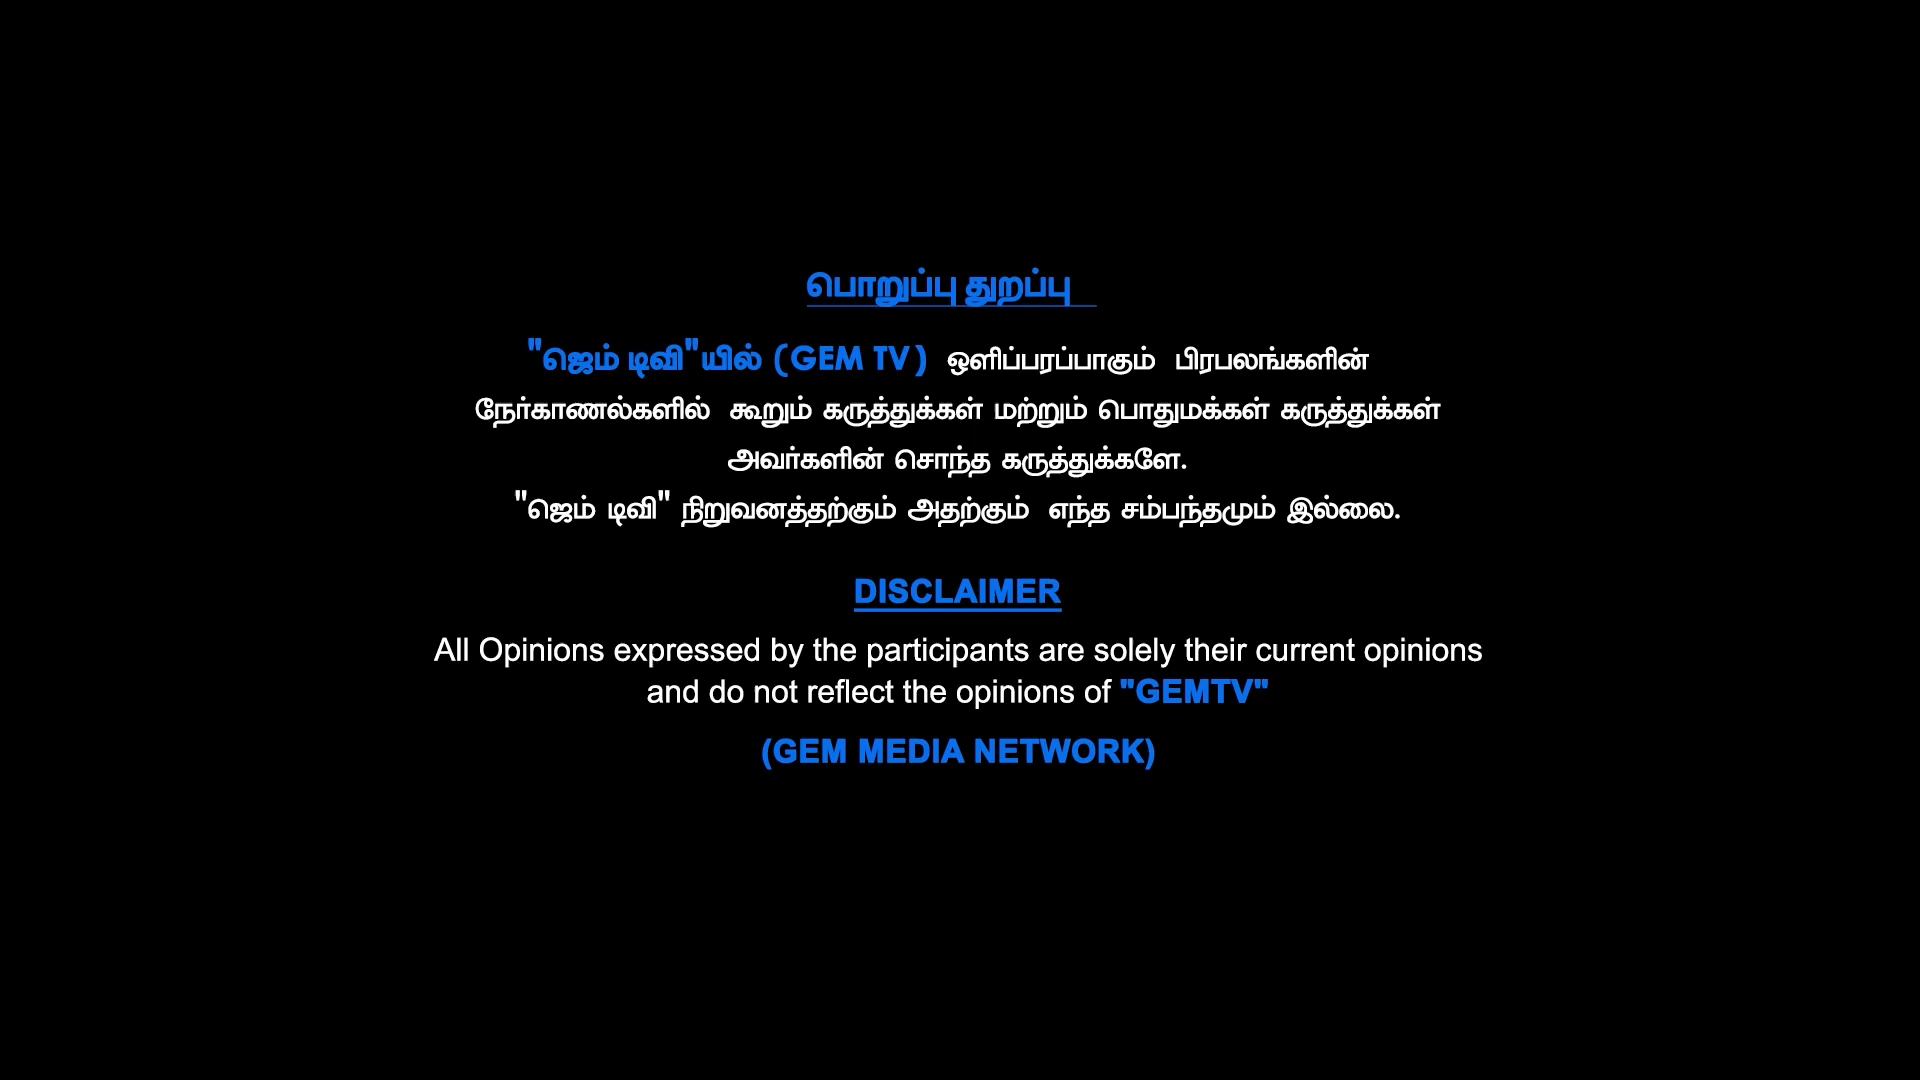 பொறுப்பு துறப்பு
"ஜெம் டிவி"யில் (GEM TV) ஒளிப்பரப்பாகும் பிரபலங்களின்
நேர்காணல்களில் கூறும் கருத்துக்கள் மற்றும் பொதுமக்கள் கருத்துக்கள்
அவர்களின் சொந்த கருத்துக்களே.
"ஜெம் டிவி" நிறுவனத்தற்கும் அதற்கும் எந்த சம்பந்தமும் இல்லை.
DISCLAIMER
All Opinions expressed by the participants are solely their current opinions
and do not reflect the opinions of "GEMTV"
(GEM MEDIA NETWORK)